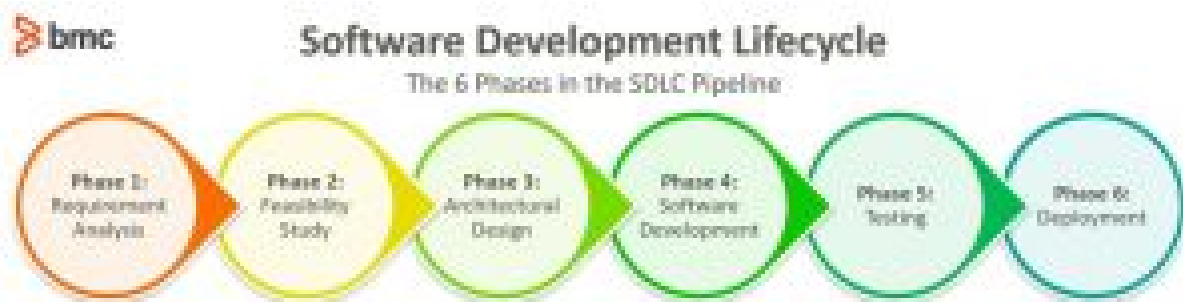 bmc
Software Development Lifecycle
The 6 Phases in the SDLC Pipeline
Phase 1:
Requirement
Analysis
Phase 2:
Feasibility
Study
Phase 3:
Architectural
Design
Phase 4:
Software
Development
Phase 5:
Testing
Phase 6:
Deployment